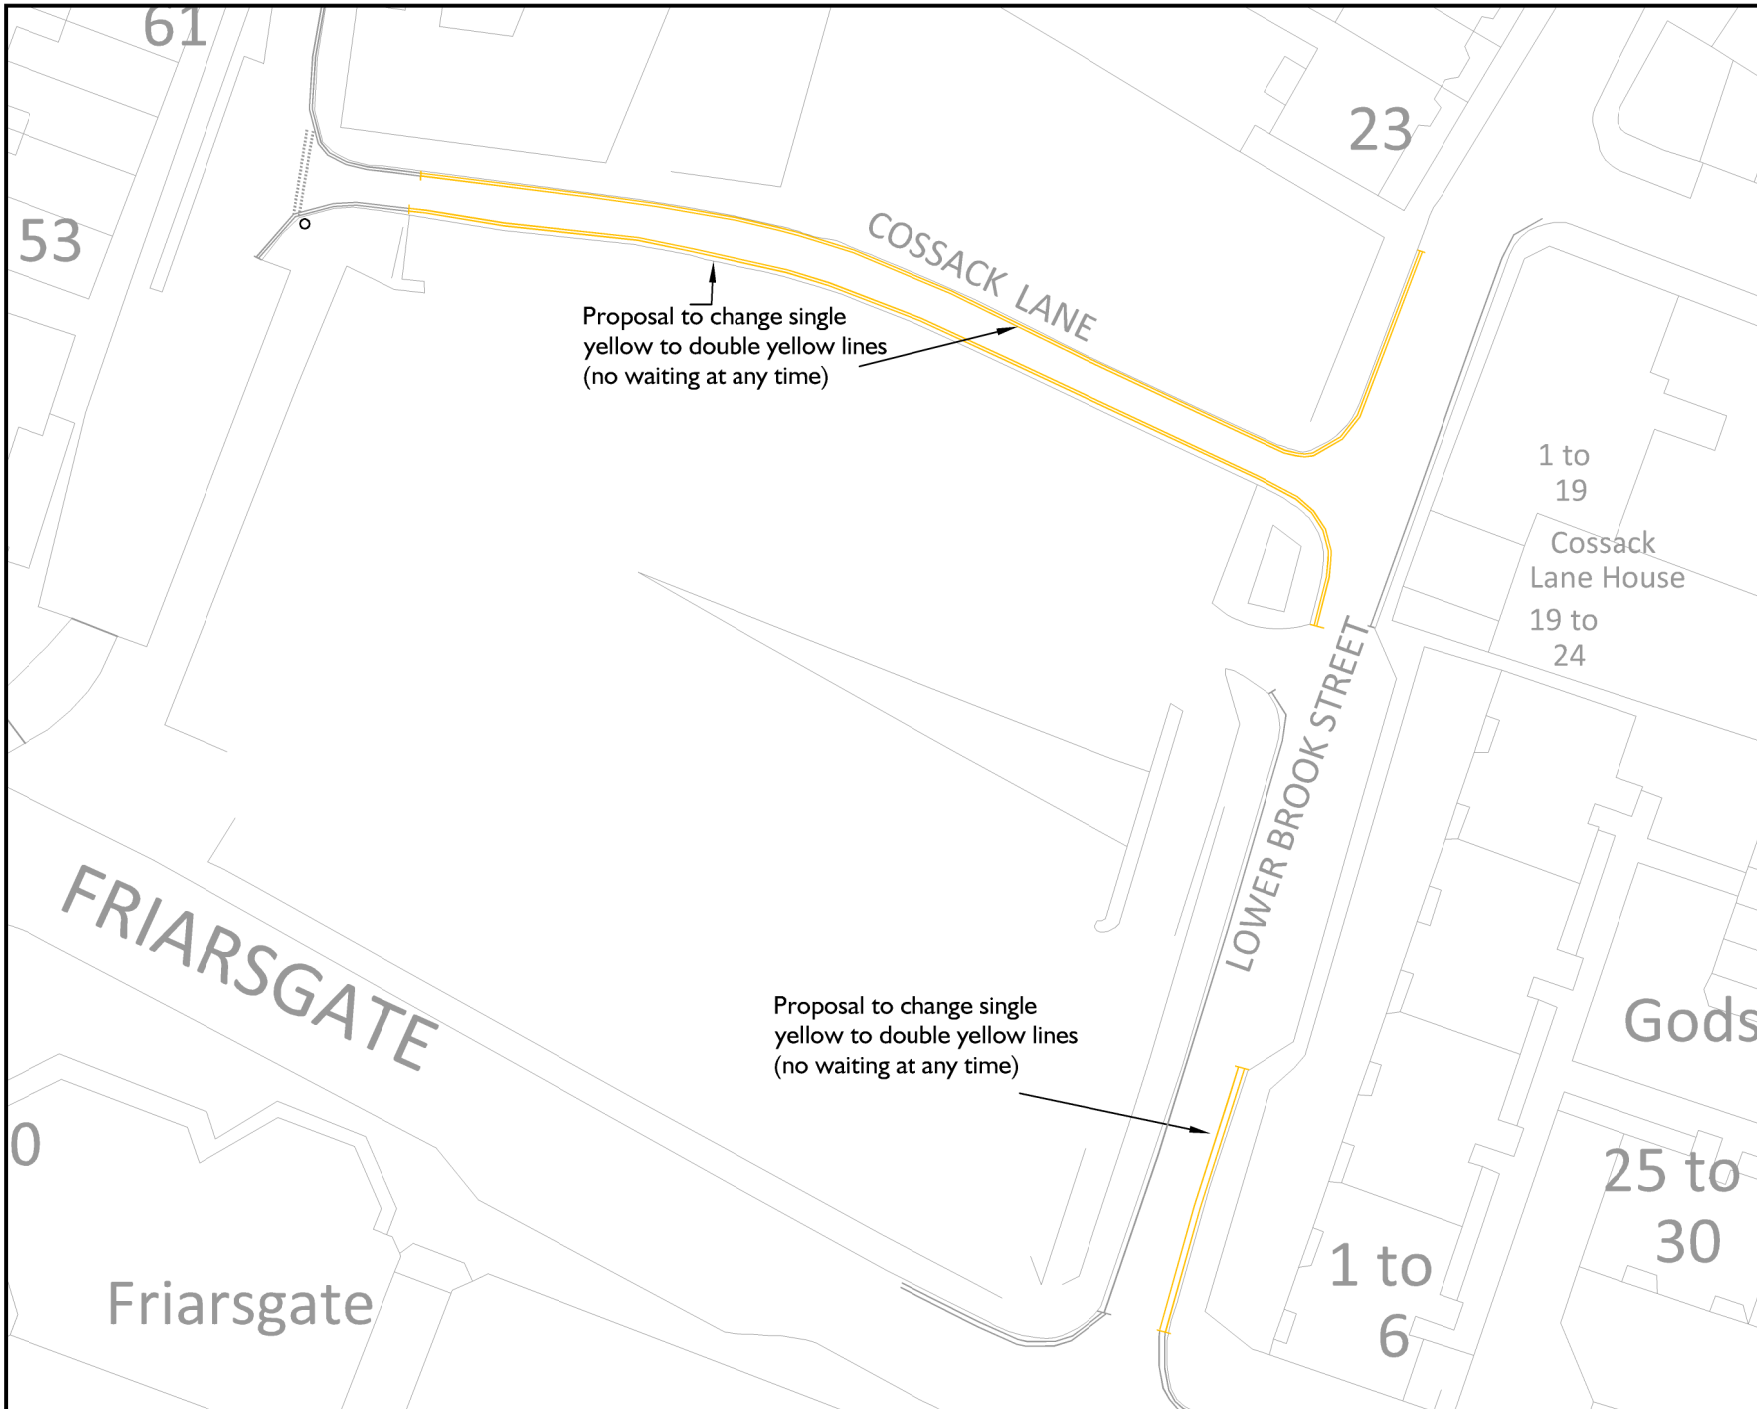 61
23
53
COSSACK LANE
Proposal to change single
yellow to double yellow lines
(no waiting at any time)
1 to
19
Cossack
Lane House
19 to
24
LOWER BROOK STREET
FRIARSGATE
Proposal to change single
yellow to double yellow lines
(no waiting at any time)
Gods
0
25 to
30
1 to
6
Friarsgate